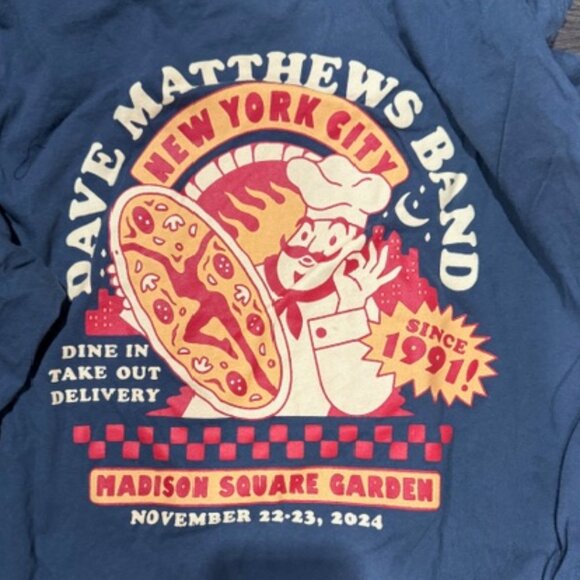 DAVE MATTHEWS BAND
NEW YORK CITY
SINCE
1991!
DINE IN
TAKE OUT
DELIVERY
MADISON SQUARE GARDEN
NOVEMBER 22-23, 2024